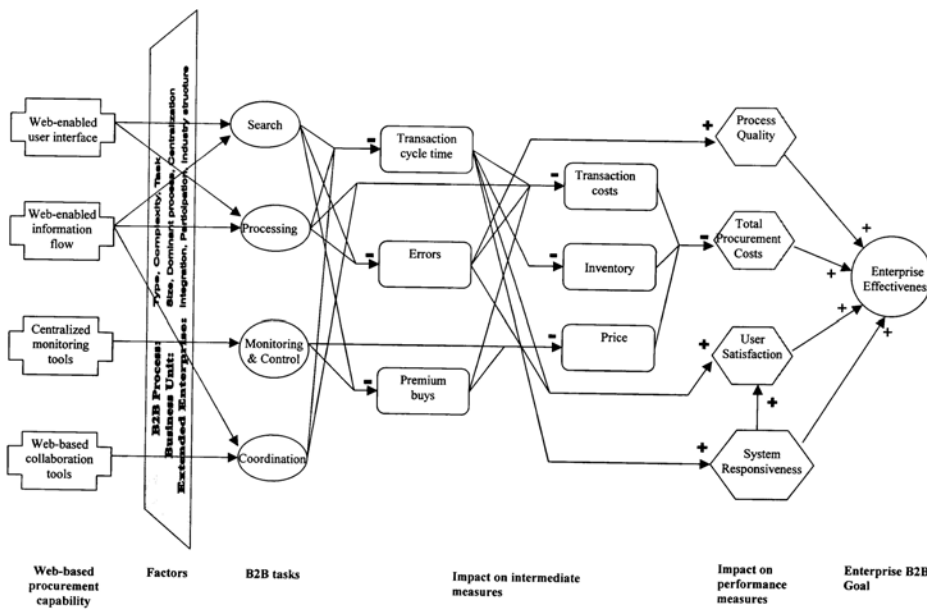 Web-enabled
user interface
Web-enabled
information
flow
Centralized
monitoring
tools
Web-based
collaboration
tools
B2B Process: Type, Complexity, Task,
Business Unit: Size, Dominant process, Centralization
Extended Enterprise: Integration, Participation, Industry structure
Search
Processing
Monitoring
& Control
Coordination
-
Transaction
cycle time
-
Errors
-
Premium
buys
-
Transaction
costs
-
Inventory
-
Price
+
Process
Quality
-
Total
Procurement
Costs
+
User
Satisfaction
+
+
System
Responsiveness
+
+
+
+
Enterprise
Effectiveness
Web-based
procurement
capability
Factors
B2B tasks
Impact on intermediate
measures
Impact on
performance
measures
Enterprise B2B
Goal